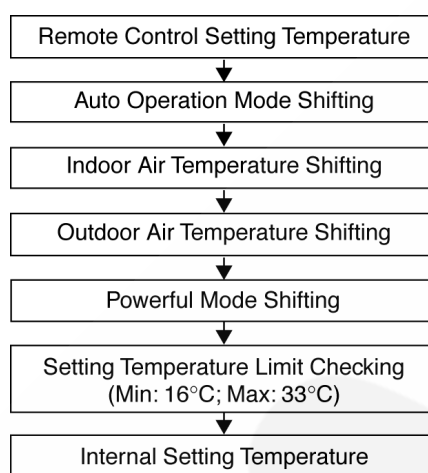 Remote Control Setting Temperature
Auto Operation Mode Shifting
Indoor Air Temperature Shifting
Outdoor Air Temperature Shifting
Powerful Mode Shifting
Setting Temperature Limit Checking
(Min: 16°C; Max: 33°C)
Internal Setting Temperature